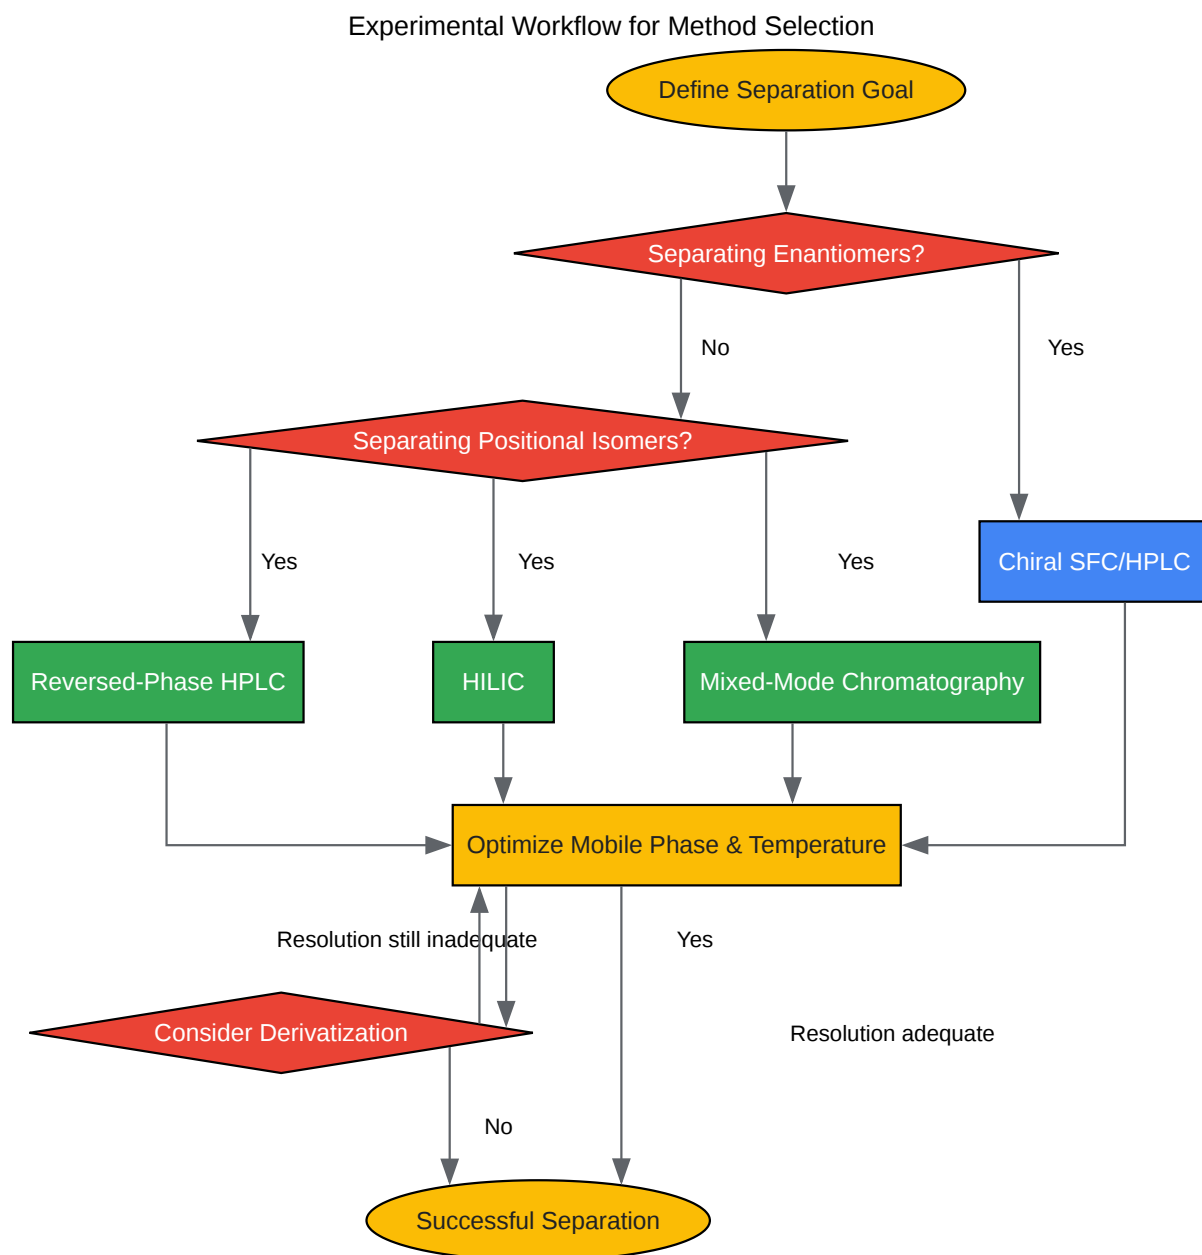 Experimental Workflow for Method Selection
Define Separation Goal
Separating Enantiomers?
No
Yes
Separating Positional Isomers?
Yes
Yes
Yes
Chiral SFC/HPLC
Reversed-Phase HPLC
HILIC
Mixed-Mode Chromatography
Optimize Mobile Phase & Temperature
Resolution still inadequate
Yes
Consider Derivatization
Resolution adequate
No
Successful Separation